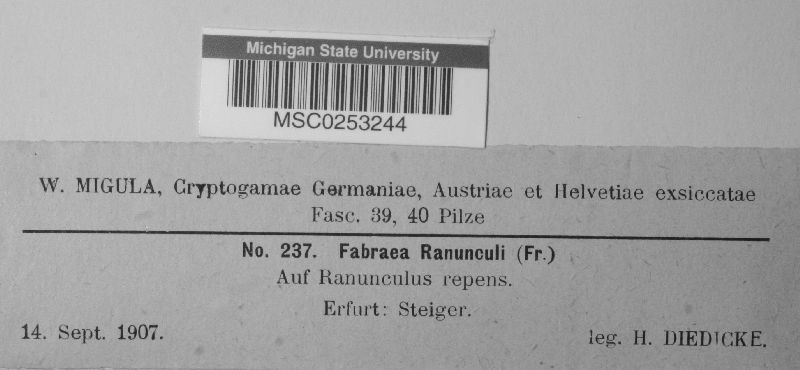 Michigan State University
MSC0253244
W. MIGULA, Cryptogamae Germaniae, Austriae et Helvetiae exsiccatae
Fasc. 39, 40 Pilze
No. 237. Fabraea Ranunculi (Fr.)
Auf Ranunculus repens.
Erfurt: Steiger.
14. Sept. 1907.
leg. H. DIEDICKE.